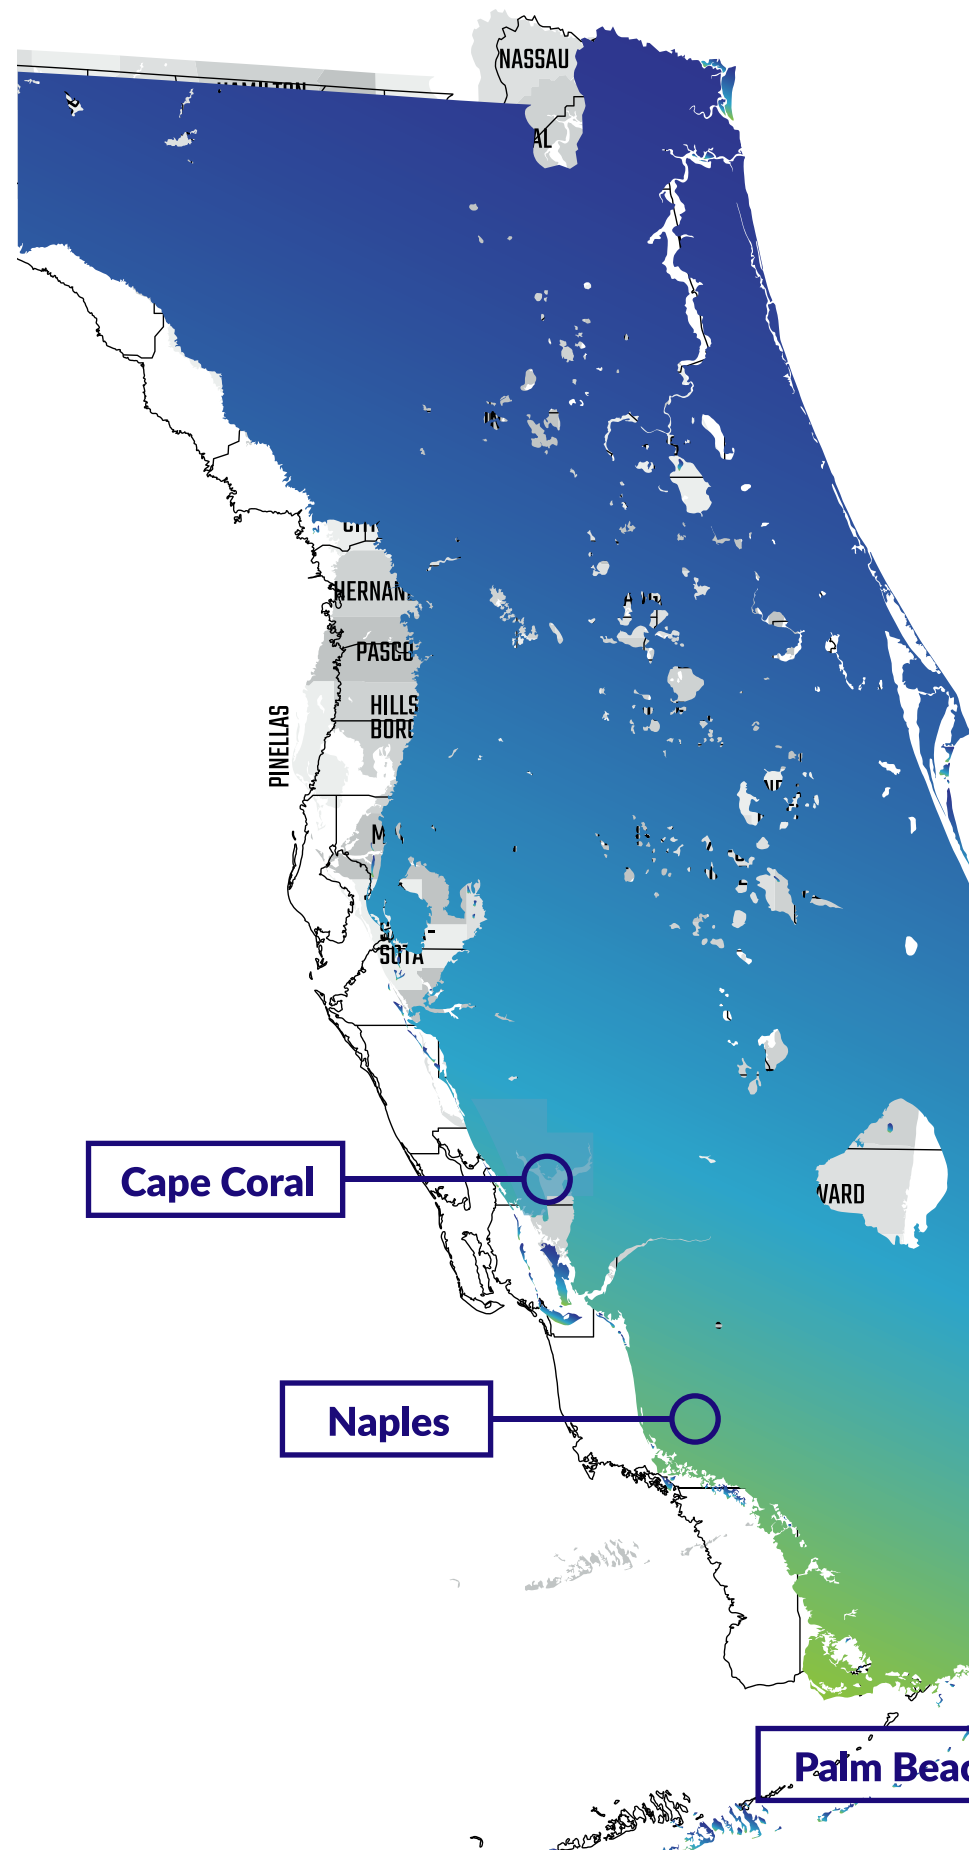 NASSAU
HERNAN
PASCO
HILLS
BORO
PINELLAS
M
SOTA
Cape Coral
WARD
Naples
Palm Beac